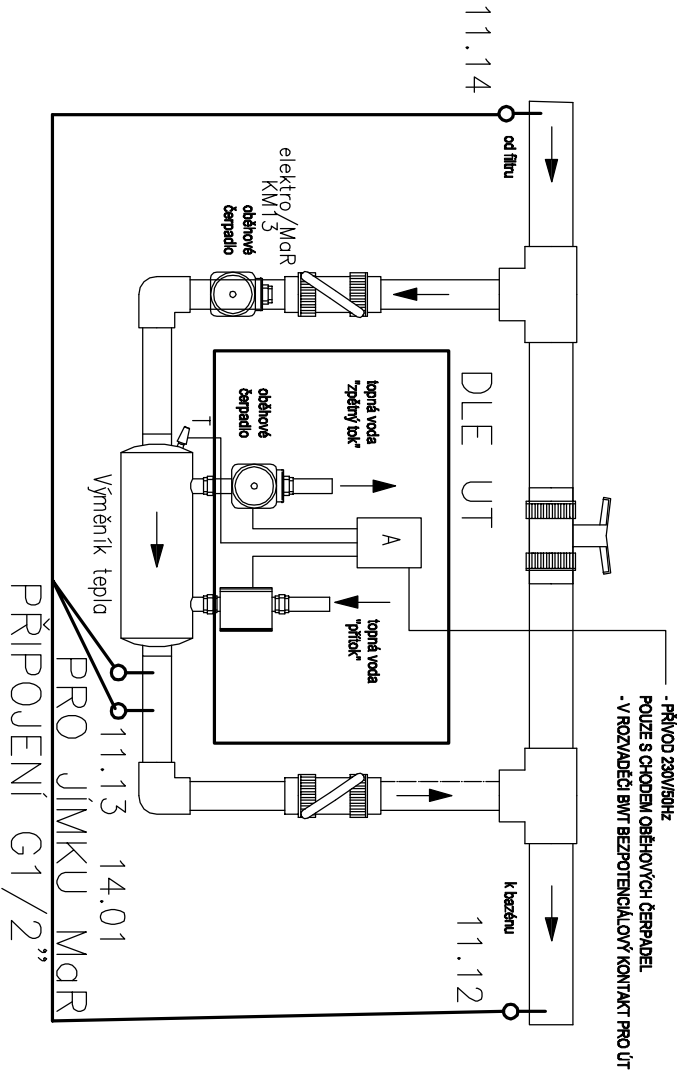 - PŘÍVOD 230V/50Hz
POUZE S CHODEM OBĚHOVÝCH ČERPADEL
- V ROZVADĚČI BWT BEZPOTENCIÁLOVÝ KONTAKT PRO ÚT
11.14
od filtru
k bazénu
11.12
DLE UT
elektro/MaR
KM13
oběhové
čerpadlo
topná voda
"zpětný tok"
topná voda
"přítok"
oběhové
čerpadlo
A
T
Výměník tepla
11.13
14.01
PRO JÍMKU MaR
PŘIPOJENÍ G1/2"